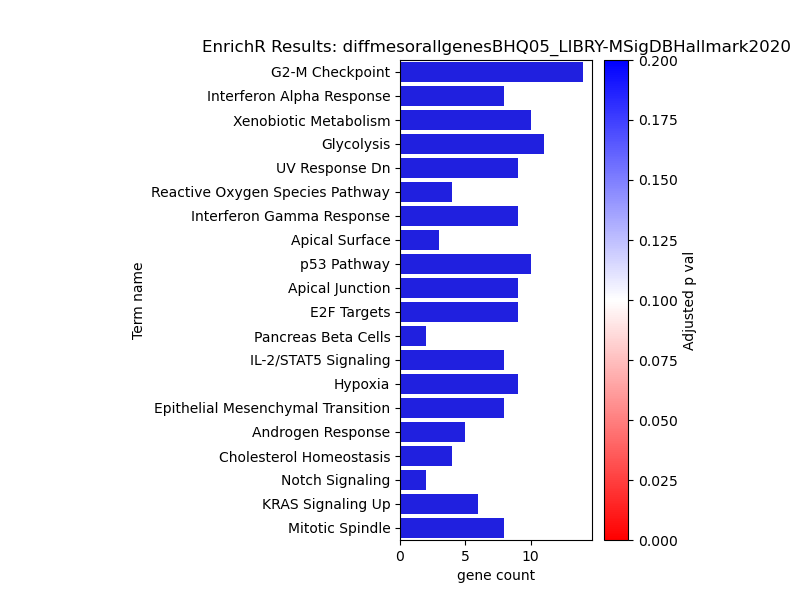 EnrichR Results: diffmesorallgenesBHQ05_LIBRY-MSigDBHallmark2020
G2-M Checkpoint
Interferon Alpha Response
Xenobiotic Metabolism
Glycolysis
UV Response Dn
Reactive Oxygen Species Pathway
Interferon Gamma Response
Apical Surface
p53 Pathway
Apical Junction
E2F Targets
Pancreas Beta Cells
IL-2/STAT5 Signaling
Hypoxia
Epithelial Mesenchymal Transition
Androgen Response
Cholesterol Homeostasis
Notch Signaling
KRAS Signaling Up
Mitotic Spindle
Term name
0 5 10
gene count
0.200
0.175
0.150
0.125
0.100
0.075
0.050
0.025
0.000
Adjusted p val